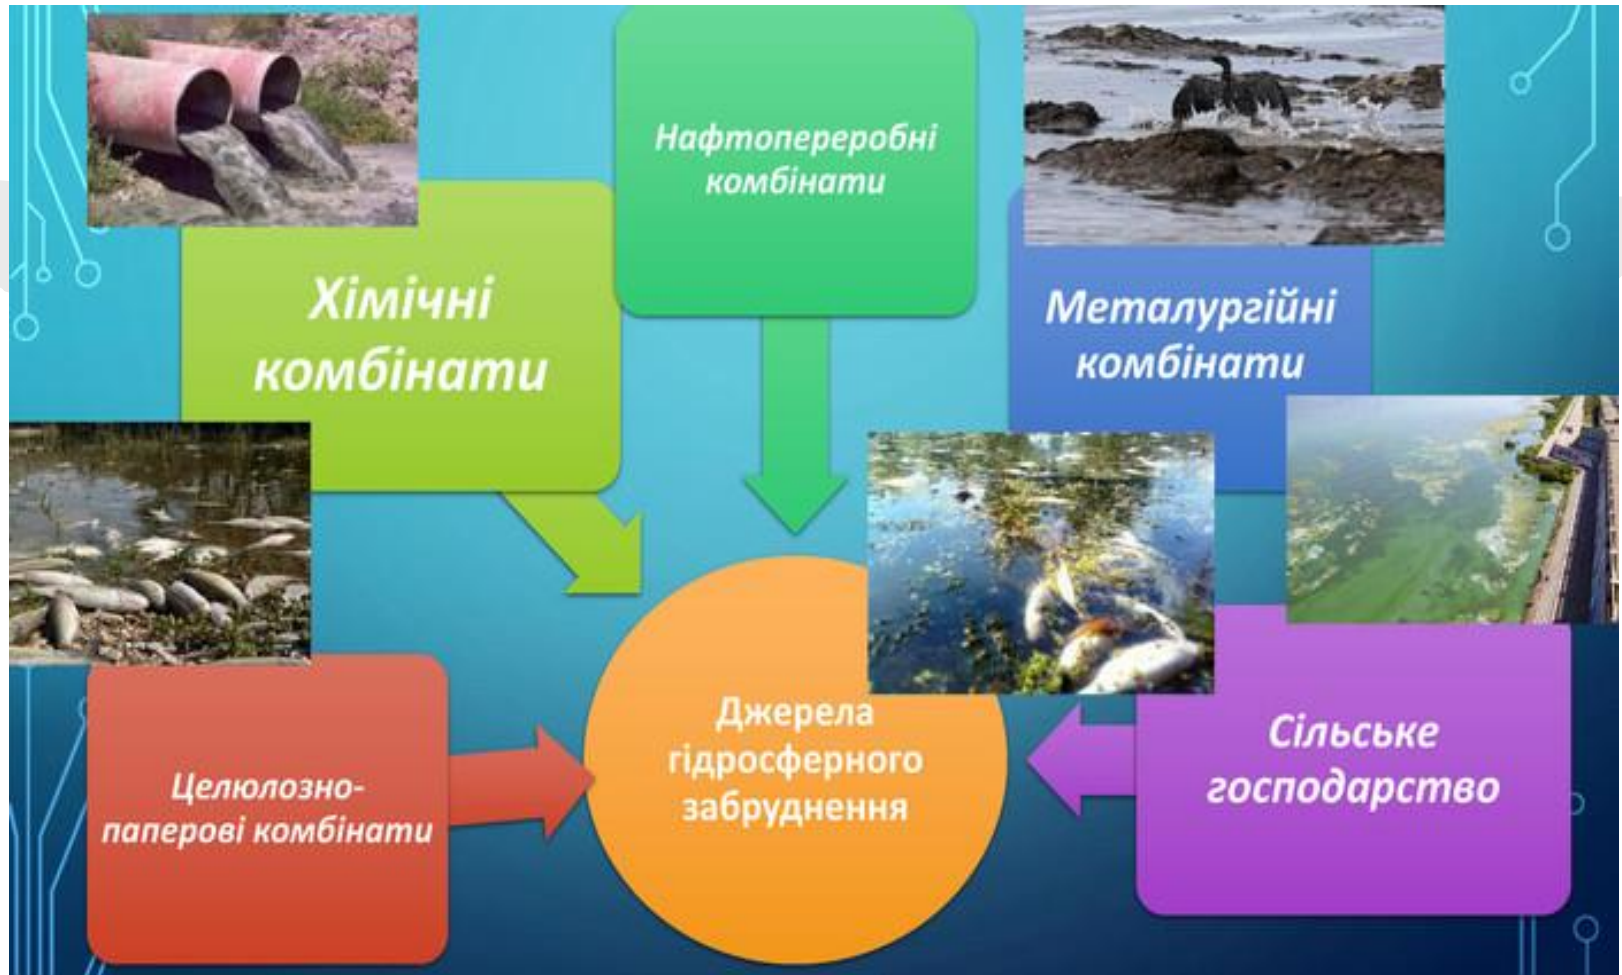 Нафтопереробні
комбінати
Хімічні
комбінати
Металургійні
комбінати
Целюлозно-
паперові комбінати
Джерела
гідросферного
забруднення
Сільське
господарство